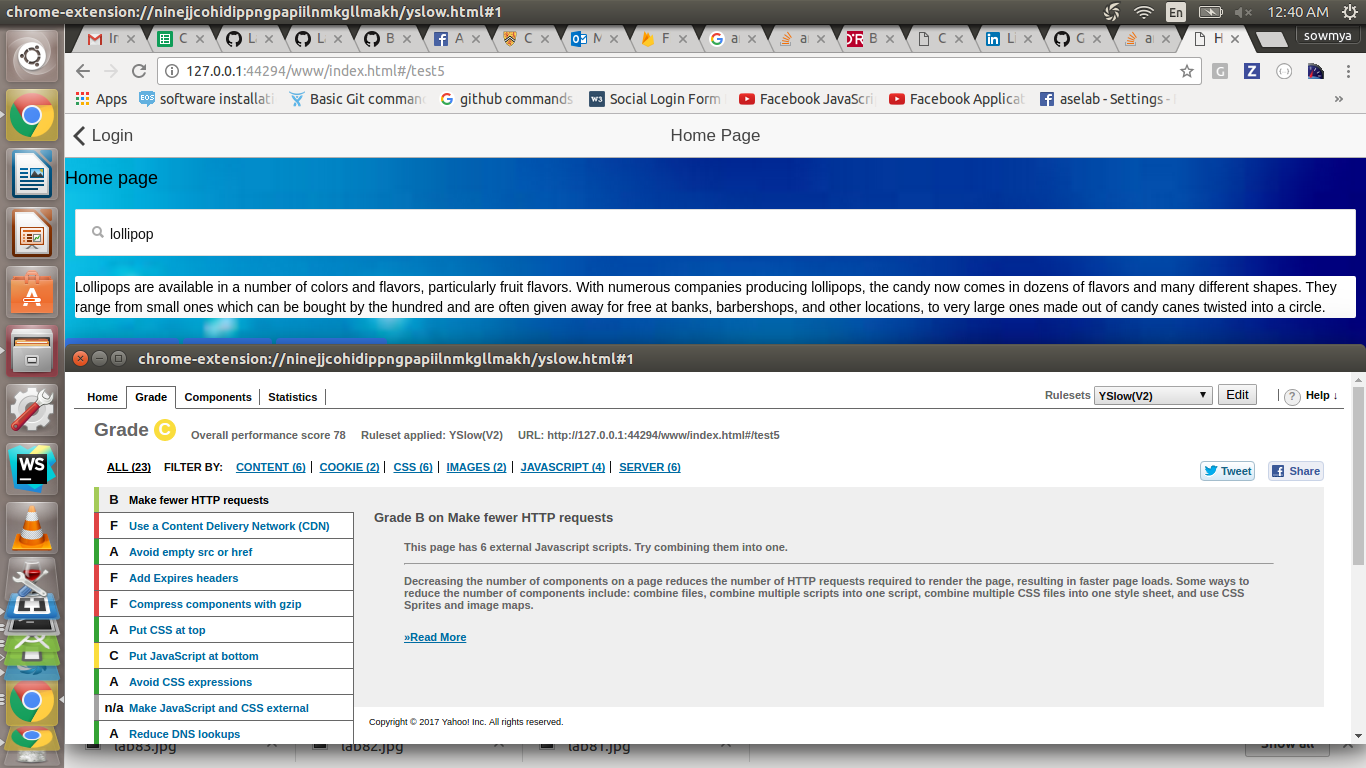 chrome-extension://ninejjcohidippngpapiilnmkgllmakh/yslow.html#1
En
12:40 AM
sowmya
127.0.0.1:44294/www/index.html#/test5
Apps
software installati
Basic Git comman
github commands
Social Login Form
Facebook JavaScri
Facebook Applicat
aselab - Settings -
»
Login
Home Page
Home page
lollipop
Lollipops are available in a number of colors and flavors, particularly fruit flavors. With numerous companies producing lollipops, the candy now comes in dozens of flavors and many different shapes. They
range from small ones which can be bought by the hundred and are often given away for free at banks, barbershops, and other locations, to very large ones made out of candy canes twisted into a circle.
chrome-extension://ninejjcohidippngpapiilnmkgllmakh/yslow.html#1
Home
Grade
Components
Statistics
Rulesets
YSlow(V2)
Edit
? Help ↓
Grade C
Overall performance score 78
Ruleset applied: YSlow(V2)
URL: http://127.0.0.1:44294/www/index.html#/test5
ALL (23)
FILTER BY:
CONTENT (6)
COOKIE (2)
CSS (6)
IMAGES (2)
JAVASCRIPT (4)
SERVER (6)
Tweet
Share
B Make fewer HTTP requests
F Use a Content Delivery Network (CDN)
A Avoid empty src or href
F Add Expires headers
F Compress components with gzip
A Put CSS at top
C Put JavaScript at bottom
A Avoid CSS expressions
n/a Make JavaScript and CSS external
A Reduce DNS lookups
Grade B on Make fewer HTTP requests
This page has 6 external Javascript scripts. Try combining them into one.
Decreasing the number of components on a page reduces the number of HTTP requests required to render the page, resulting in faster page loads. Some ways to
reduce the number of components include: combine files, combine multiple scripts into one script, combine multiple CSS files into one style sheet, and use CSS
Sprites and image maps.
»Read More
Copyright © 2017 Yahoo! Inc. All rights reserved.
lab83.jpg
lab82.jpg
lab81.jpg
Show all